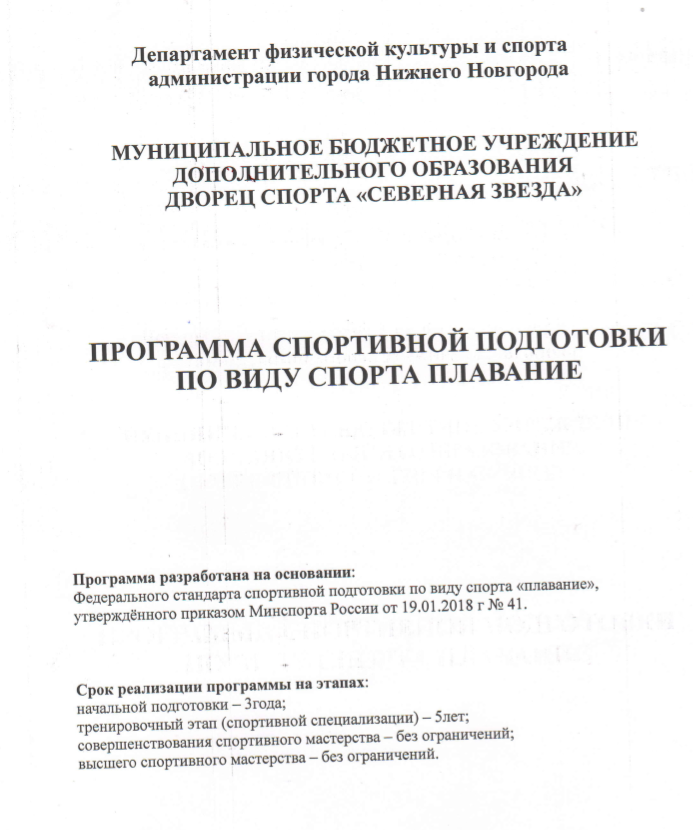 Департамент физической культуры и спорта
администрации города Нижнего Новгорода
МУНИЦИПАЛЬНОЕ БЮДЖЕТНОЕ УЧРЕЖДЕНИЕ
ДОПОЛНИТЕЛЬНОГО ОБРАЗОВАНИЯ
ДВОРЕЦ СПОРТА «СЕВЕРНАЯ ЗВЕЗДА»
ПРОГРАММА СПОРТИВНОЙ ПОДГОТОВКИ
ПО ВИДУ СПОРТА ПЛАВАНИЕ
Программа разработана на основании:
Федерального стандарта спортивной подготовки по виду спорта «плавание»,
утверждённого приказом Минспорта России от 19.01.2018 г № 41.
Срок реализации программы на этапах:
начальной подготовки – 3года;
тренировочный этап (спортивной специализации) – 5лет;
совершенствования спортивного мастерства – без ограничений;
высшего спортивного мастерства – без ограничений.